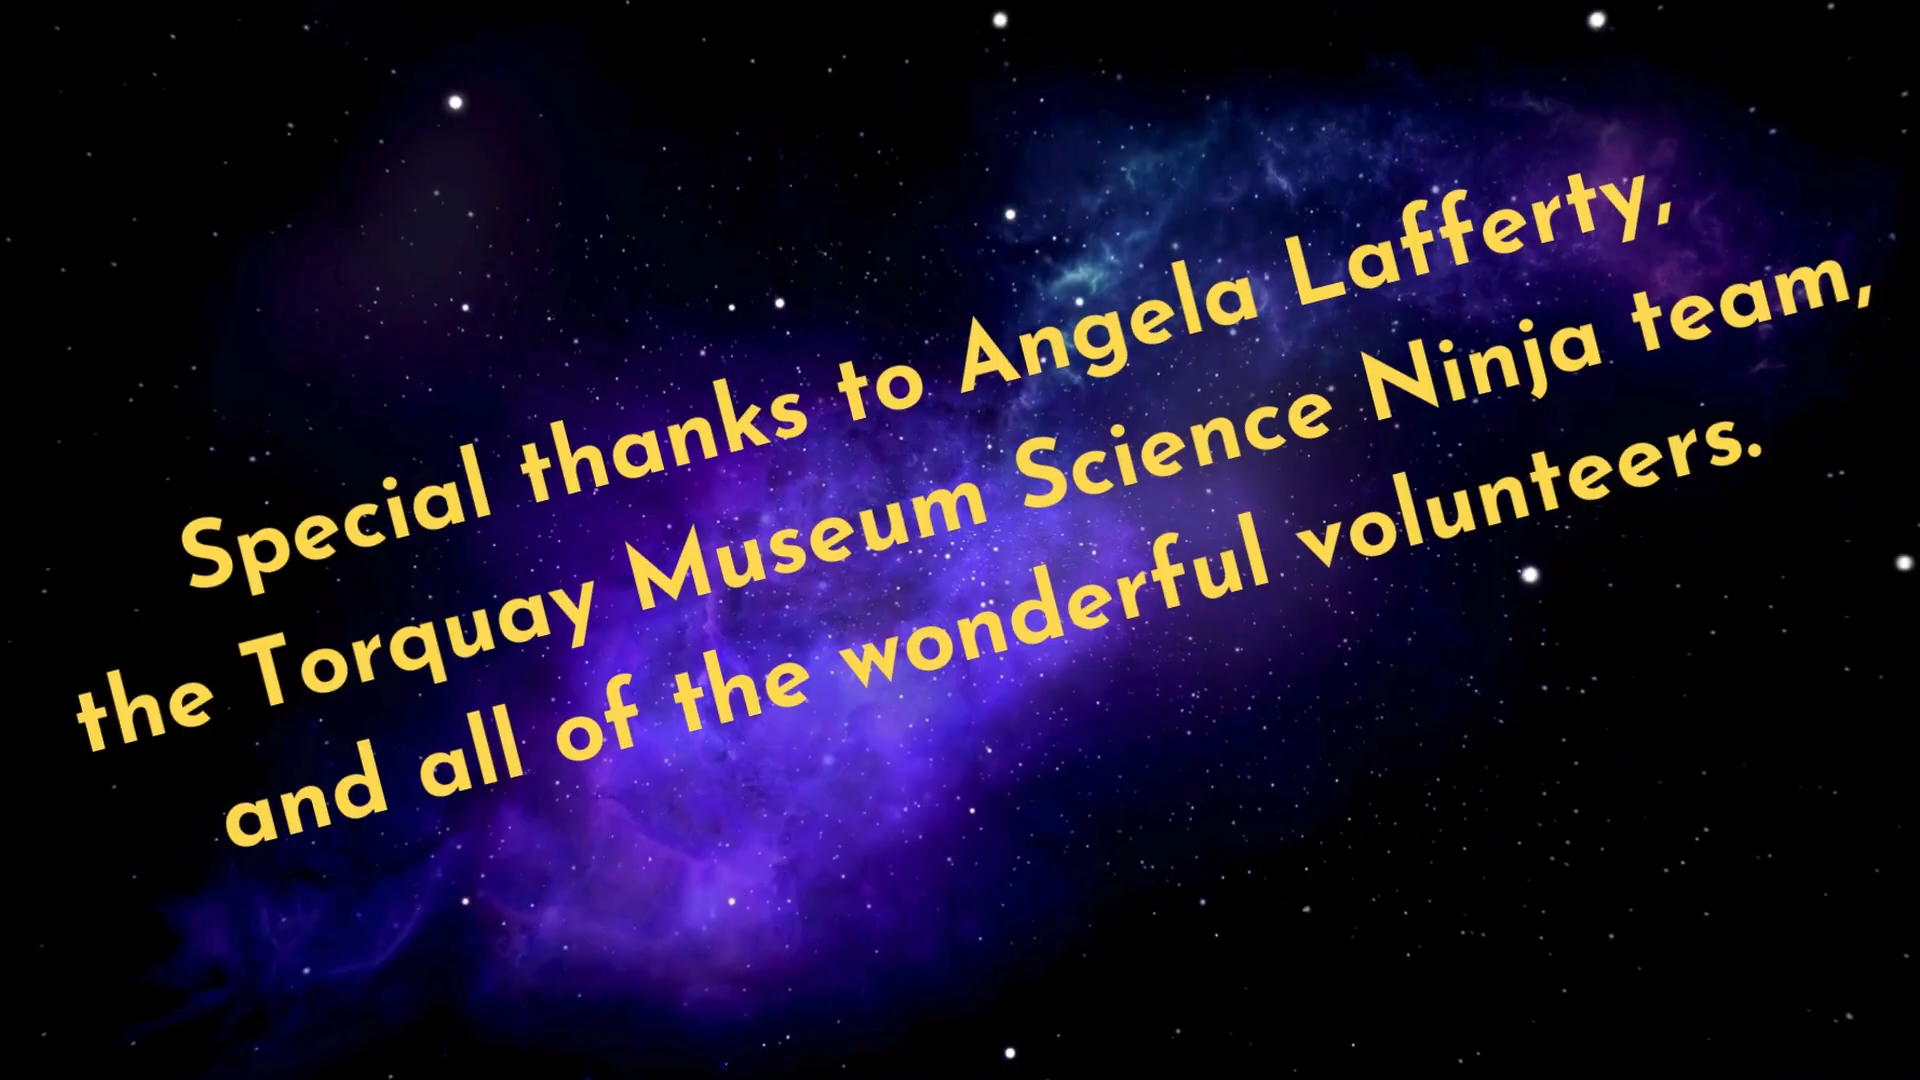 Special thanks to Angela Lafferty,
the Torquay Museum Science Ninja team,
and all of the wonderful volunteers.